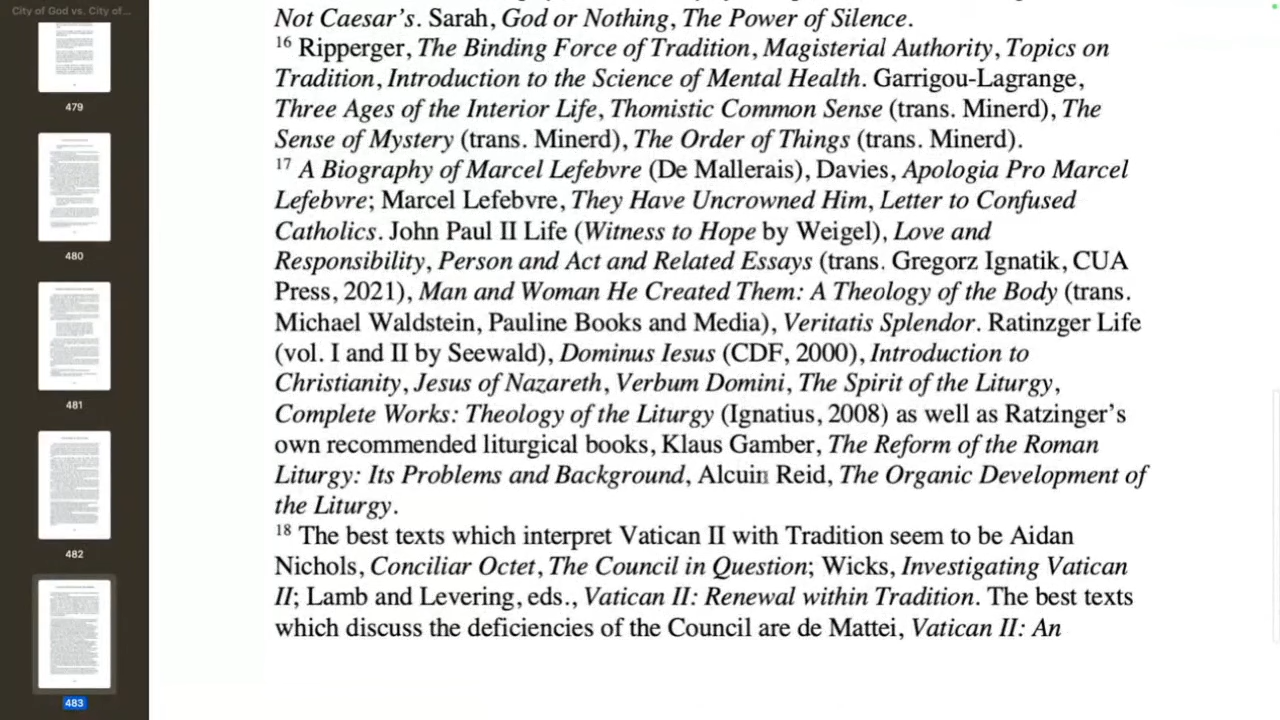 City of God vs. City of...
479
480
481
482
483
Not Caesar's. Sarah, God or Nothing, The Power of Silence.
16 Ripperger, The Binding Force of Tradition, Magisterial Authority, Topics on
Tradition, Introduction to the Science of Mental Health. Garrigou-Lagrange,
Three Ages of the Interior Life, Thomistic Common Sense (trans. Minerd), The
Sense of Mystery (trans. Minerd), The Order of Things (trans. Minerd).
17 A Biography of Marcel Lefebvre (De Mallerais), Davies, Apologia Pro Marcel
Lefebvre; Marcel Lefebvre, They Have Uncrowned Him, Letter to Confused
Catholics. John Paul II Life (Witness to Hope by Weigel), Love and
Responsibility, Person and Act and Related Essays (trans. Gregorz Ignatik, CUA
Press, 2021), Man and Woman He Created Them: A Theology of the Body (trans.
Michael Waldstein, Pauline Books and Media), Veritatis Splendor. Ratinzger Life
(vol. I and II by Seewald), Dominus Iesus (CDF, 2000), Introduction to
Christianity, Jesus of Nazareth, Verbum Domini, The Spirit of the Liturgy,
Complete Works: Theology of the Liturgy (Ignatius, 2008) as well as Ratzinger's
own recommended liturgical books, Klaus Gamber, The Reform of the Roman
Liturgy: Its Problems and Background, Alcuin Reid, The Organic Development of
the Liturgy.
18 The best texts which interpret Vatican II with Tradition seem to be Aidan
Nichols, Conciliar Octet, The Council in Question; Wicks, Investigating Vatican
II; Lamb and Levering, eds., Vatican II: Renewal within Tradition. The best texts
which discuss the deficiencies of the Council are de Mattei, Vatican II: An